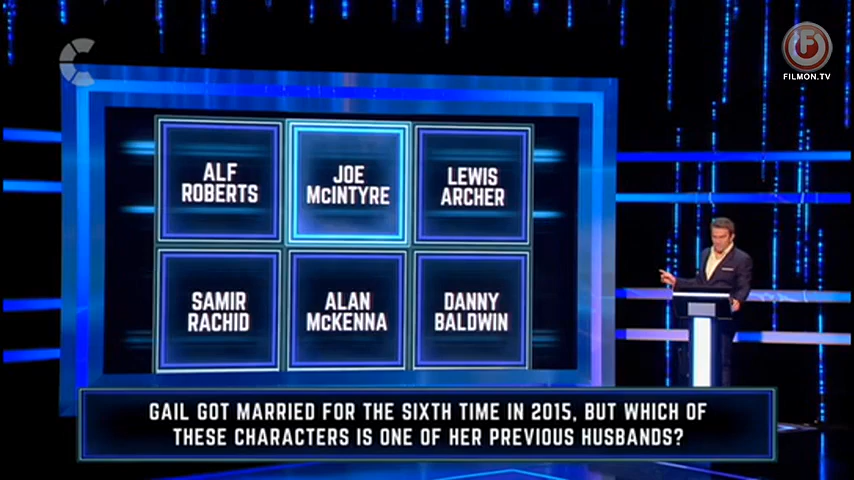 FILMON.TV
ALF
ROBERTS
JOE
McINTYRE
LEWIS
ARCHER
SAMIR
RACHID
ALAN
McKENNA
DANNY
BALDWIN
GAIL GOT MARRIED FOR THE SIXTH TIME IN 2015, BUT WHICH OF
THESE CHARACTERS IS ONE OF HER PREVIOUS HUSBANDS?